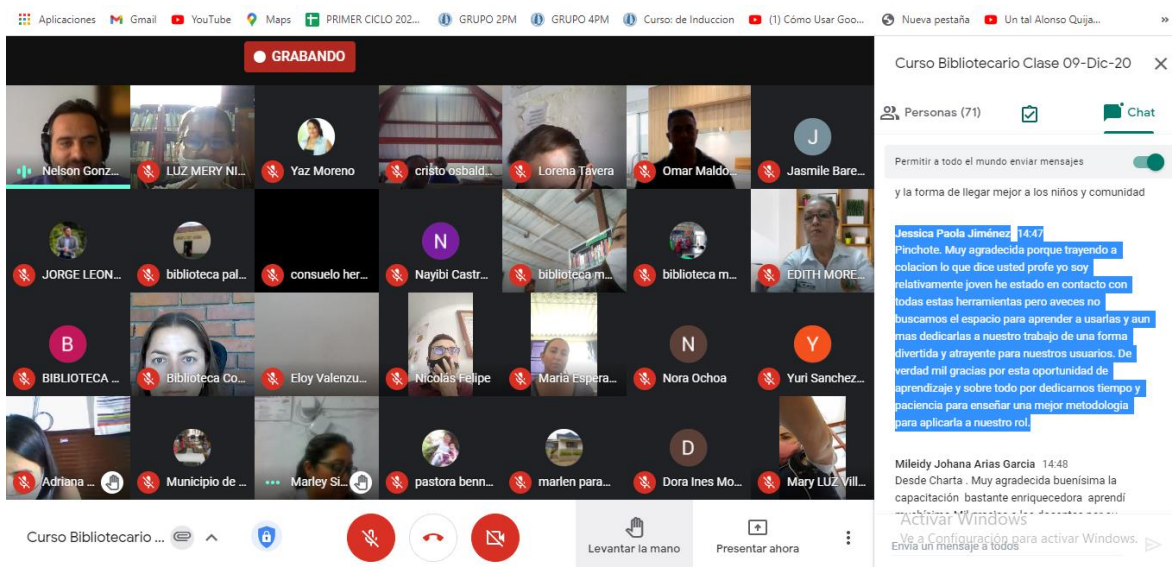 Aplicaciones Gmail YouTube Maps PRIMER CICLO 202... GRUPO 2PM GRUPO 4PM Curso: de Induccion (1) Cómo Usar Goo... Nueva pestaña Un tal Alonso Quija... »
GRABANDO
Nelson Gonz... LUZ MERY NI... Yaz Moreno cristo osbald... Lorena Tavera Omar Maldo... J Jasmile Bare...
JORGE LEON... biblioteca pal... consuelo her... N Nayibi Castr... biblioteca m... biblioteca m... EDITH MORE...
B BIBLIOTECA ... Biblioteca Co... Eloy Valenzu... Nicolás Felipe Maria Espera... N Nora Ochoa Y Yuri Sanchez...
Adriana ... Municipio de ... Marley Si... pastora benn... marlen para... D Dora Ines Mo... Mary LUZ Vill...
Curso Bibliotecario ...
Levantar la mano
Presentar ahora
Curso Bibliotecario Clase 09-Dic-20
Personas (71)
Chat
Permitir a todo el mundo enviar mensajes
y la forma de llegar mejor a los niños y comunidad
Jessica Paola Jiménez 14:47
Pinchote. Muy agradecida porque trayendo a
colacion lo que dice usted profe yo soy
relativamente joven he estado en contacto con
todas estas herramientas pero aveces no
buscamos el espacio para aprender a usarlas y aun
mas dedicarlas a nuestro trabajo de una forma
divertida y atrayente para nuestros usuarios. De
verdad mil gracias por esta oportunidad de
aprendizaje y sobre todo por dedicarnos tiempo y
paciencia para enseñar una mejor metodologia
para aplicarla a nuestro rol.
Mileidy Johana Arias Garcia 14:48
Desde Charta . Muy agradecida buenísima la
capacitación bastante enriquecedora aprendí
Activar Windows
Ve a Configuración para activar Windows.
Envía un mensaje a todos